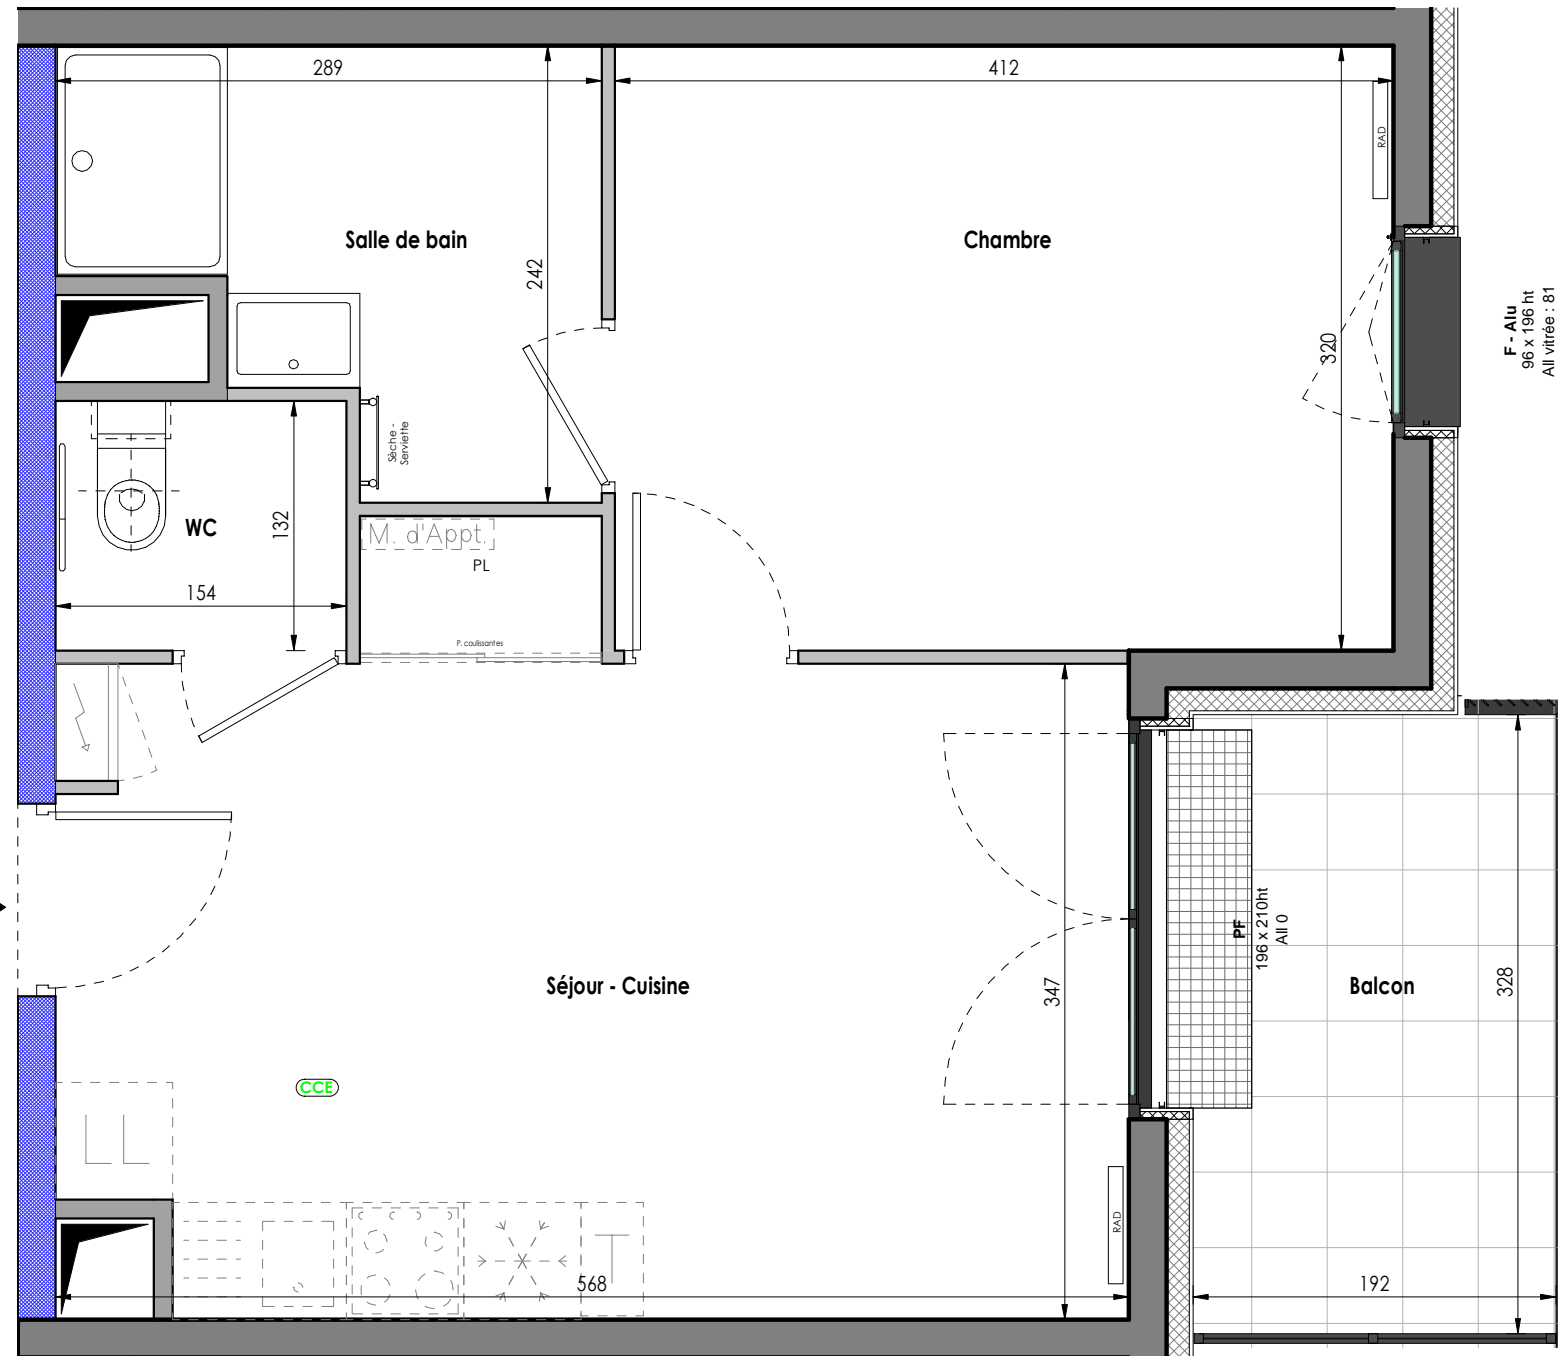 289
412
RAD
Salle de bain
Chambre
242
320
F - Alu
96 x 196 ht
All vitrée : 81
Sèche -
Serviette
WC
132
M. d'Appt.
PL
154
P. coulissantes
PF
196 x 210ht
All 0
Séjour - Cuisine
347
Balcon
328
CCE
LL
RAD
T
568
192